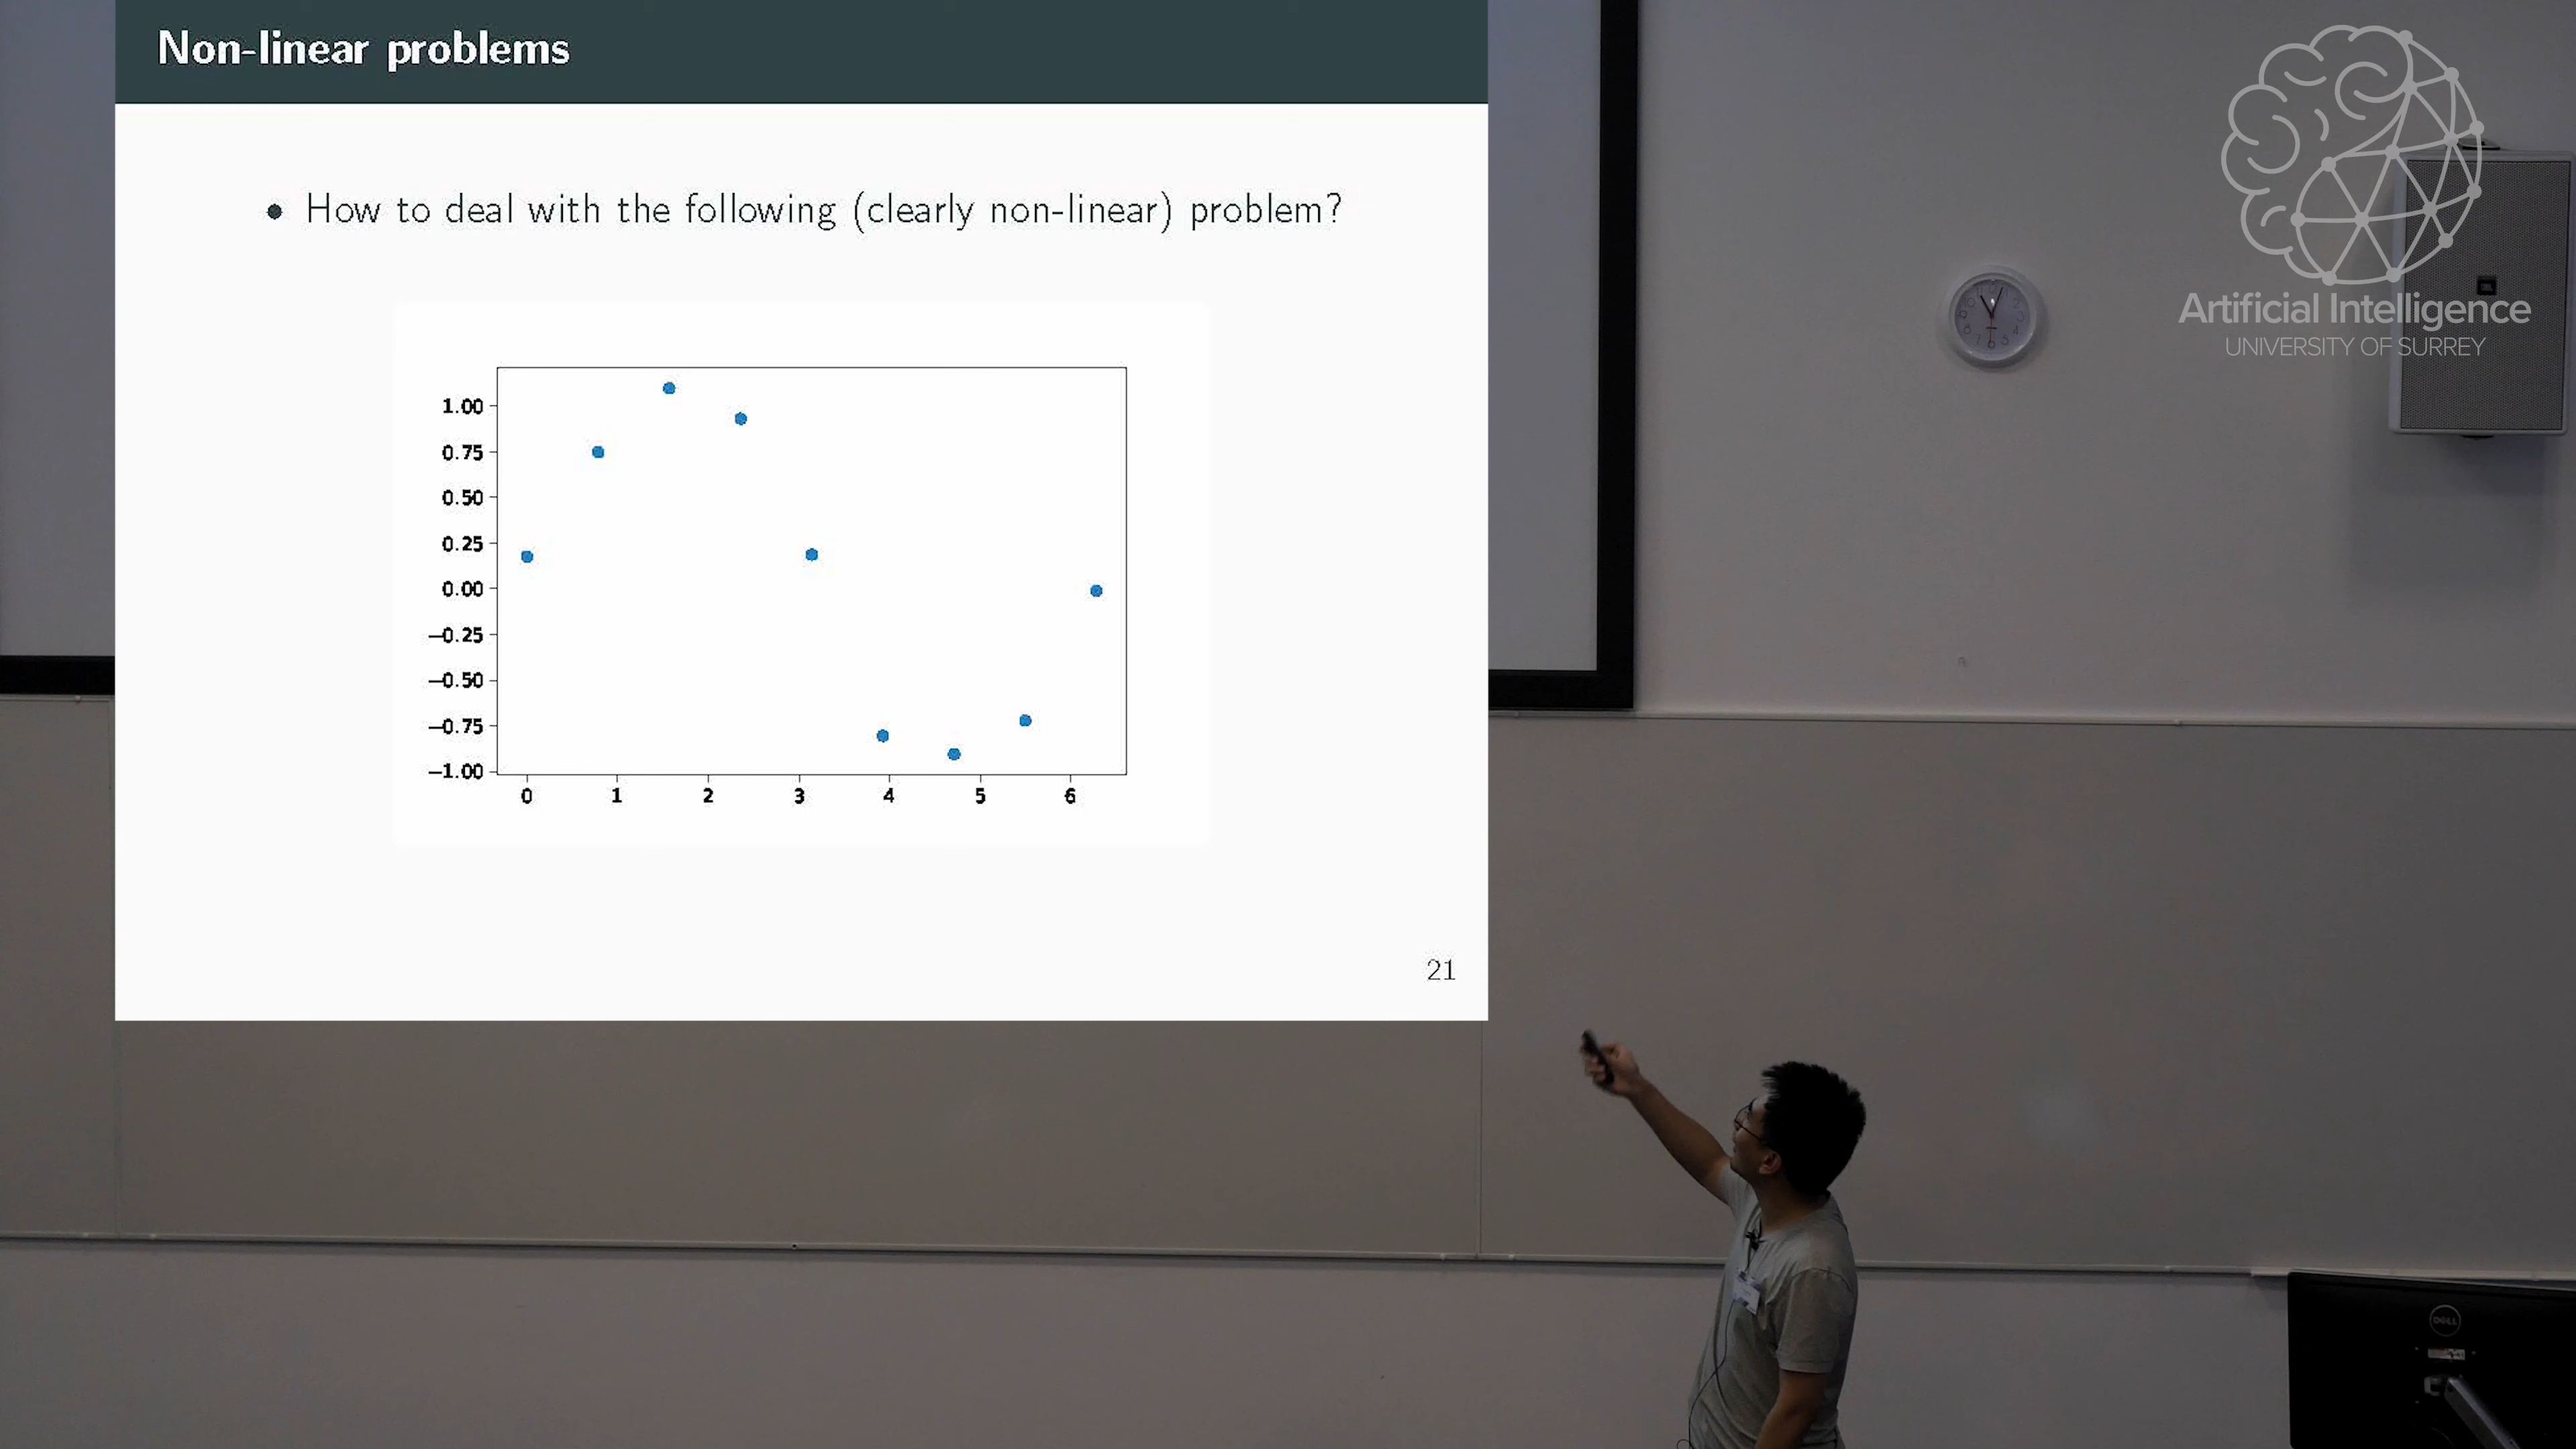 Non-linear problems
• How to deal with the following (clearly non-linear) problem?
1.00
0.75
0.50
0.25
0.00
−0.25
−0.50
−0.75
−1.00
0 1 2 3 4 5 6
21
Artificial Intelligence
UNIVERSITY OF SURREY
DELL